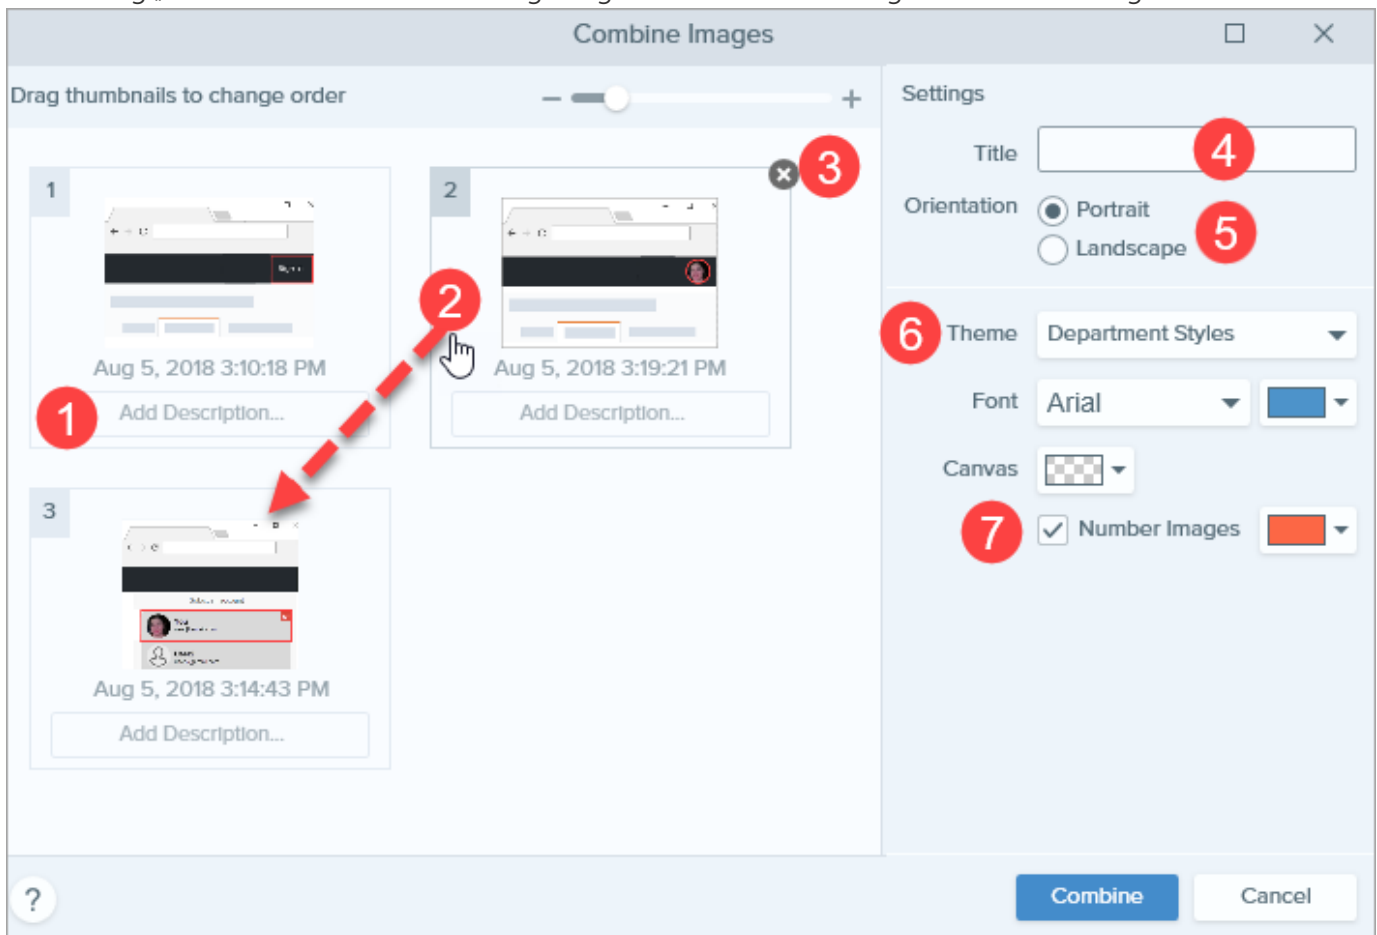 Combine Images
Drag thumbnails to change order
Settings
Title 4
Orientation Portrait
Landscape 5
1
2
3
2
Aug 5, 2018 3:10:18 PM
Aug 5, 2018 3:19:21 PM
1 Add Description...
Add Description...
6 Theme Department Styles
Font Arial
Canvas
7 Number Images
3
Aug 5, 2018 3:14:43 PM
Add Description...
?
Combine
Cancel